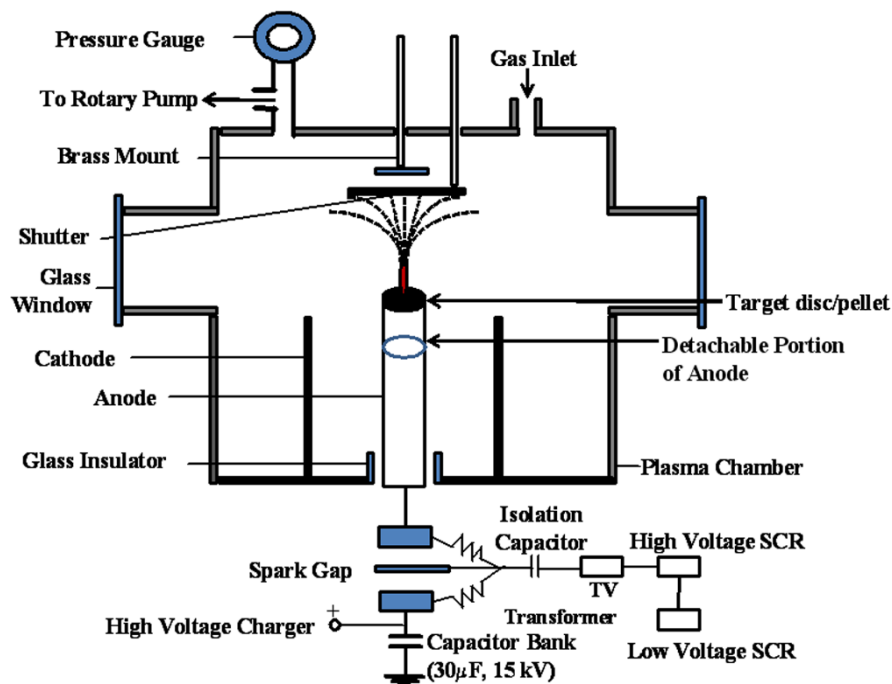 Pressure Gauge
Gas Inlet
To Rotary Pump
Brass Mount
Shutter
Glass
Window
Target disc/pellet
Cathode
Detachable Portion
of Anode
Anode
Glass Insulator
Plasma Chamber
Isolation
Capacitor
High Voltage SCR
Spark Gap
TV
Transformer
+
High Voltage Charger
Low Voltage SCR
Capacitor Bank
(30μF, 15 kV)